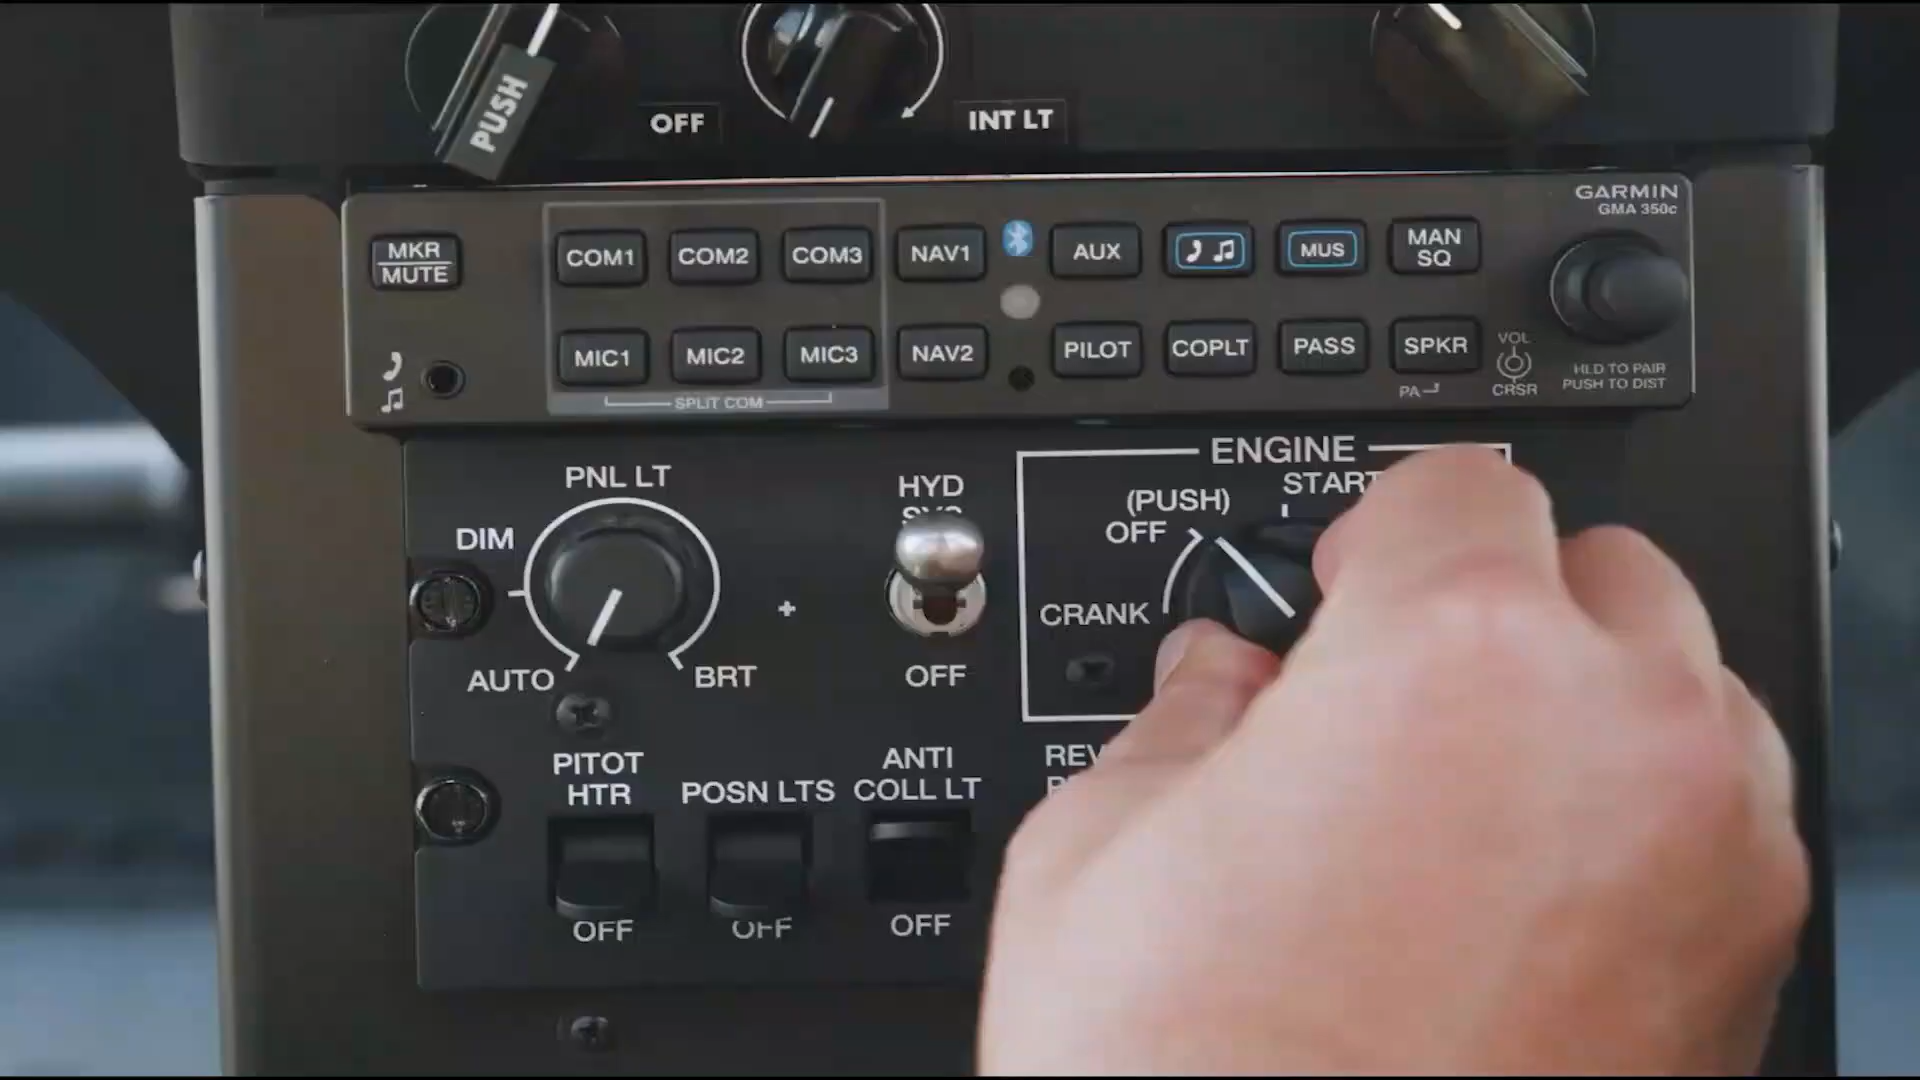 PUSH
OFF
INT LT
GARMIN
GMA 350c
MKR
MUTE
COM1
COM2
COM3
NAV1
AUX
MUS
MAN
SQ
MIC1
MIC2
MIC3
NAV2
PILOT
COPLT
PASS
SPKR
VOL
CRSR
PA
HLD TO PAIR
PUSH TO DIST
SPLIT COM
PNL LT
DIM
AUTO
BRT
HYD
SYS
OFF
ENGINE
(PUSH)
OFF
START
CRANK
PITOT
HTR
OFF
POSN LTS
OFF
ANTI
COLL LT
OFF